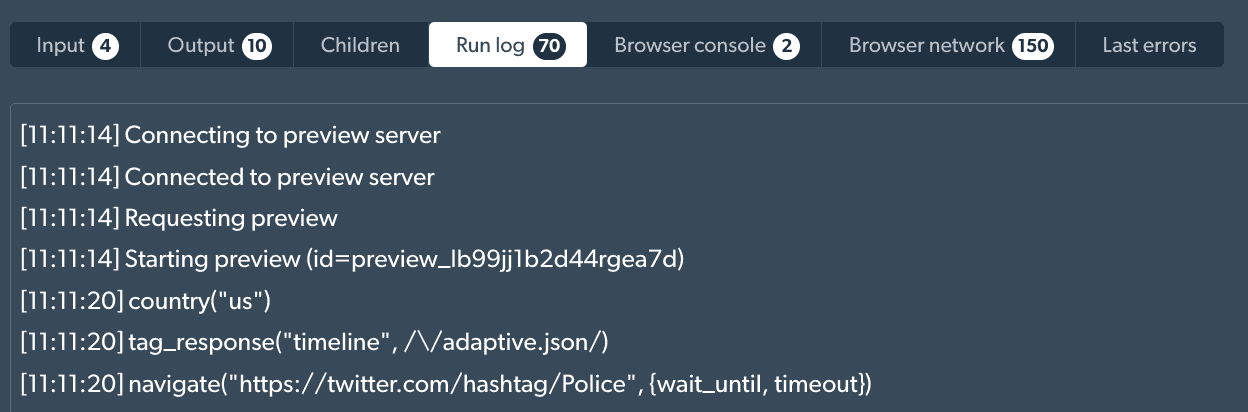 Input 4 Output 10 Children Run log 70 Browser console 2 Browser network 150 Last errors
[11:11:14] Connecting to preview server
[11:11:14] Connected to preview server
[11:11:14] Requesting preview
[11:11:14] Starting preview (id=preview_lb99jj1b2d44rgea7d)
[11:11:20] country("us")
[11:11:20] tag_response("timeline", /\/adaptive.json/)
[11:11:20] navigate("https://twitter.com/hashtag/Police", {wait_until, timeout})